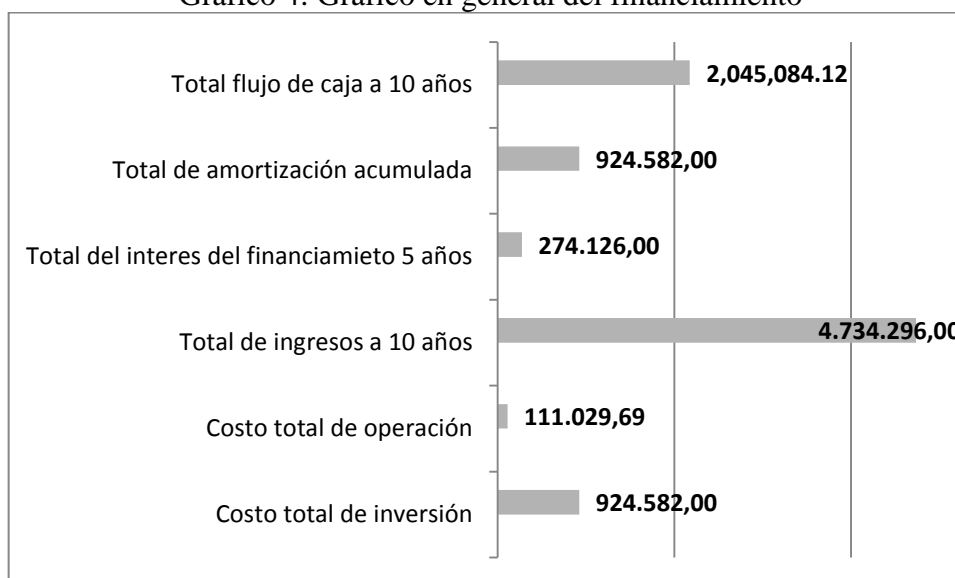 Gráfico 4. Gráfico en general del financiamiento
Total flujo de caja a 10 años 2,045,084.12
Total de amortización acumulada 924.582,00
Total del interes del financiamieto 5 años 274.126,00
Total de ingresos a 10 años 4.734.296,00
Costo total de operación 111.029,69
Costo total de inversión 924.582,00